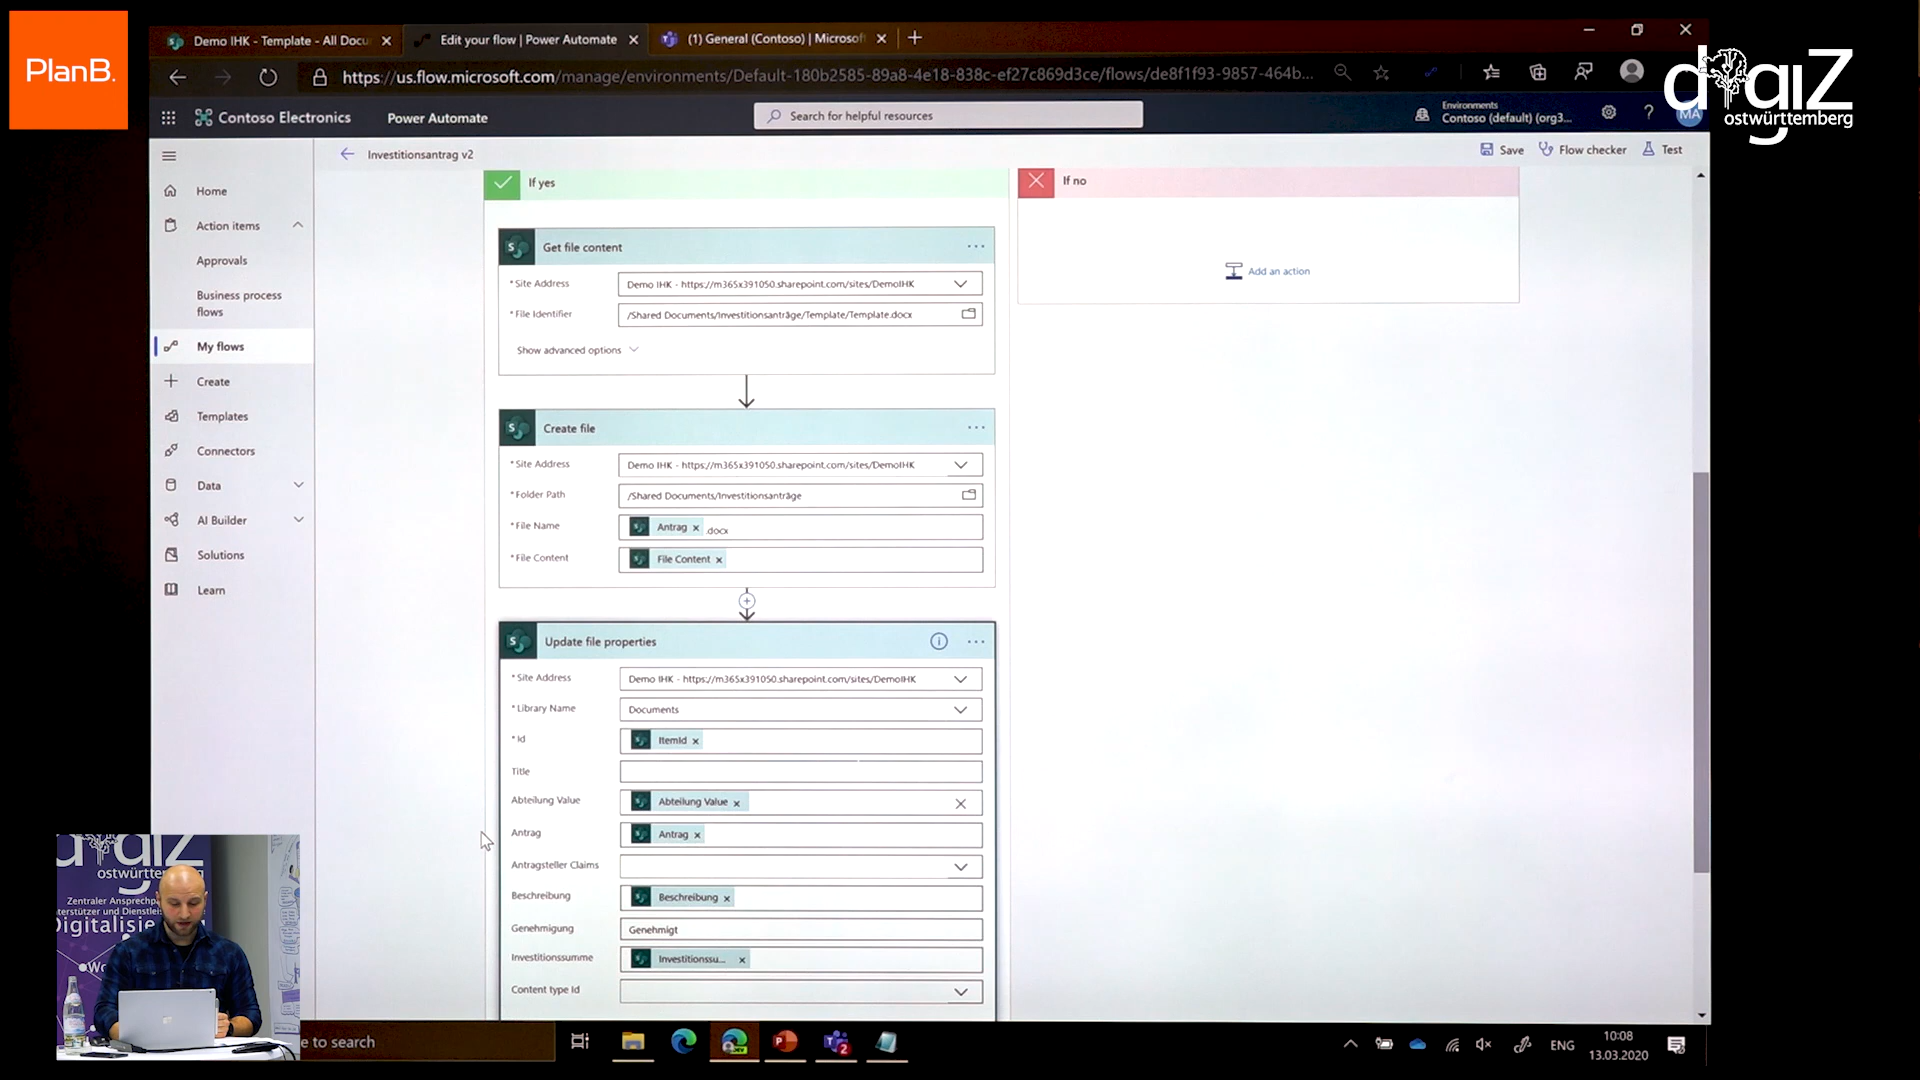 PlanB.
Demo IHK - Template - All Docu
Edit your flow | Power Automate
(1) General (Contoso) | Microsof
https://us.flow.microsoft.com/manage/environments/Default-180b2585-89a8-4e18-838c-ef27c869d3ce/flows/de8f1f93-9857-464b...
digiZ
ostwürttemberg
Contoso Electronics
Power Automate
Search for helpful resources
Environments
Contoso (default) (org3...
MA
Investitionsantrag v2
Save
Flow checker
Test
Home
Action items
Approvals
Business process
flows
My flows
Create
Templates
Connectors
Data
AI Builder
Solutions
Learn
If yes
If no
Add an action
Get file content
* Site Address
Demo IHK - https://m365x391050.sharepoint.com/sites/DemoIHK
* File Identifier
/Shared Documents/Investitionsanträge/Template/Template.docx
Show advanced options
Create file
* Site Address
Demo IHK - https://m365x391050.sharepoint.com/sites/DemoIHK
* Folder Path
/Shared Documents/Investitionsanträge
* File Name
Antrag x .docx
* File Content
File Content x
Update file properties
* Site Address
Demo IHK - https://m365x391050.sharepoint.com/sites/DemoIHK
* Library Name
Documents
* Id
ItemId x
Title
Abteilung Value
Abteilung Value x
Antrag
Antrag x
Antragsteller Claims
Beschreibung
Beschreibung x
Genehmigung
Genehmigt
Investitionssumme
Investitionssu... x
Content type Id
digiZ
ostwürtte
Zentraler Ansprechp
terstützer und Dienstle
Digitalisie
e to search
2
ENG
10:08
13.03.2020